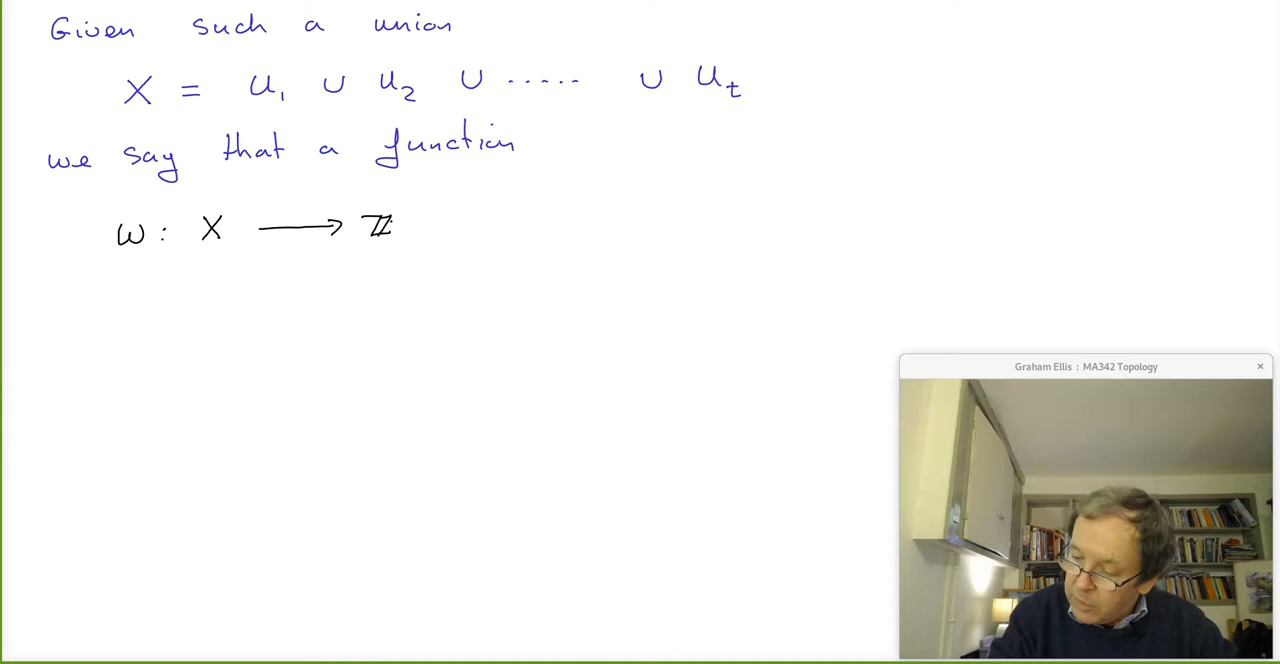 Given such a union
X = U₁ ∪ U₂ ∪ ..... ∪ Uₜ
we say that a function
ω: X ⟶ ℤ
Graham Ellis : MA342 Topology ×